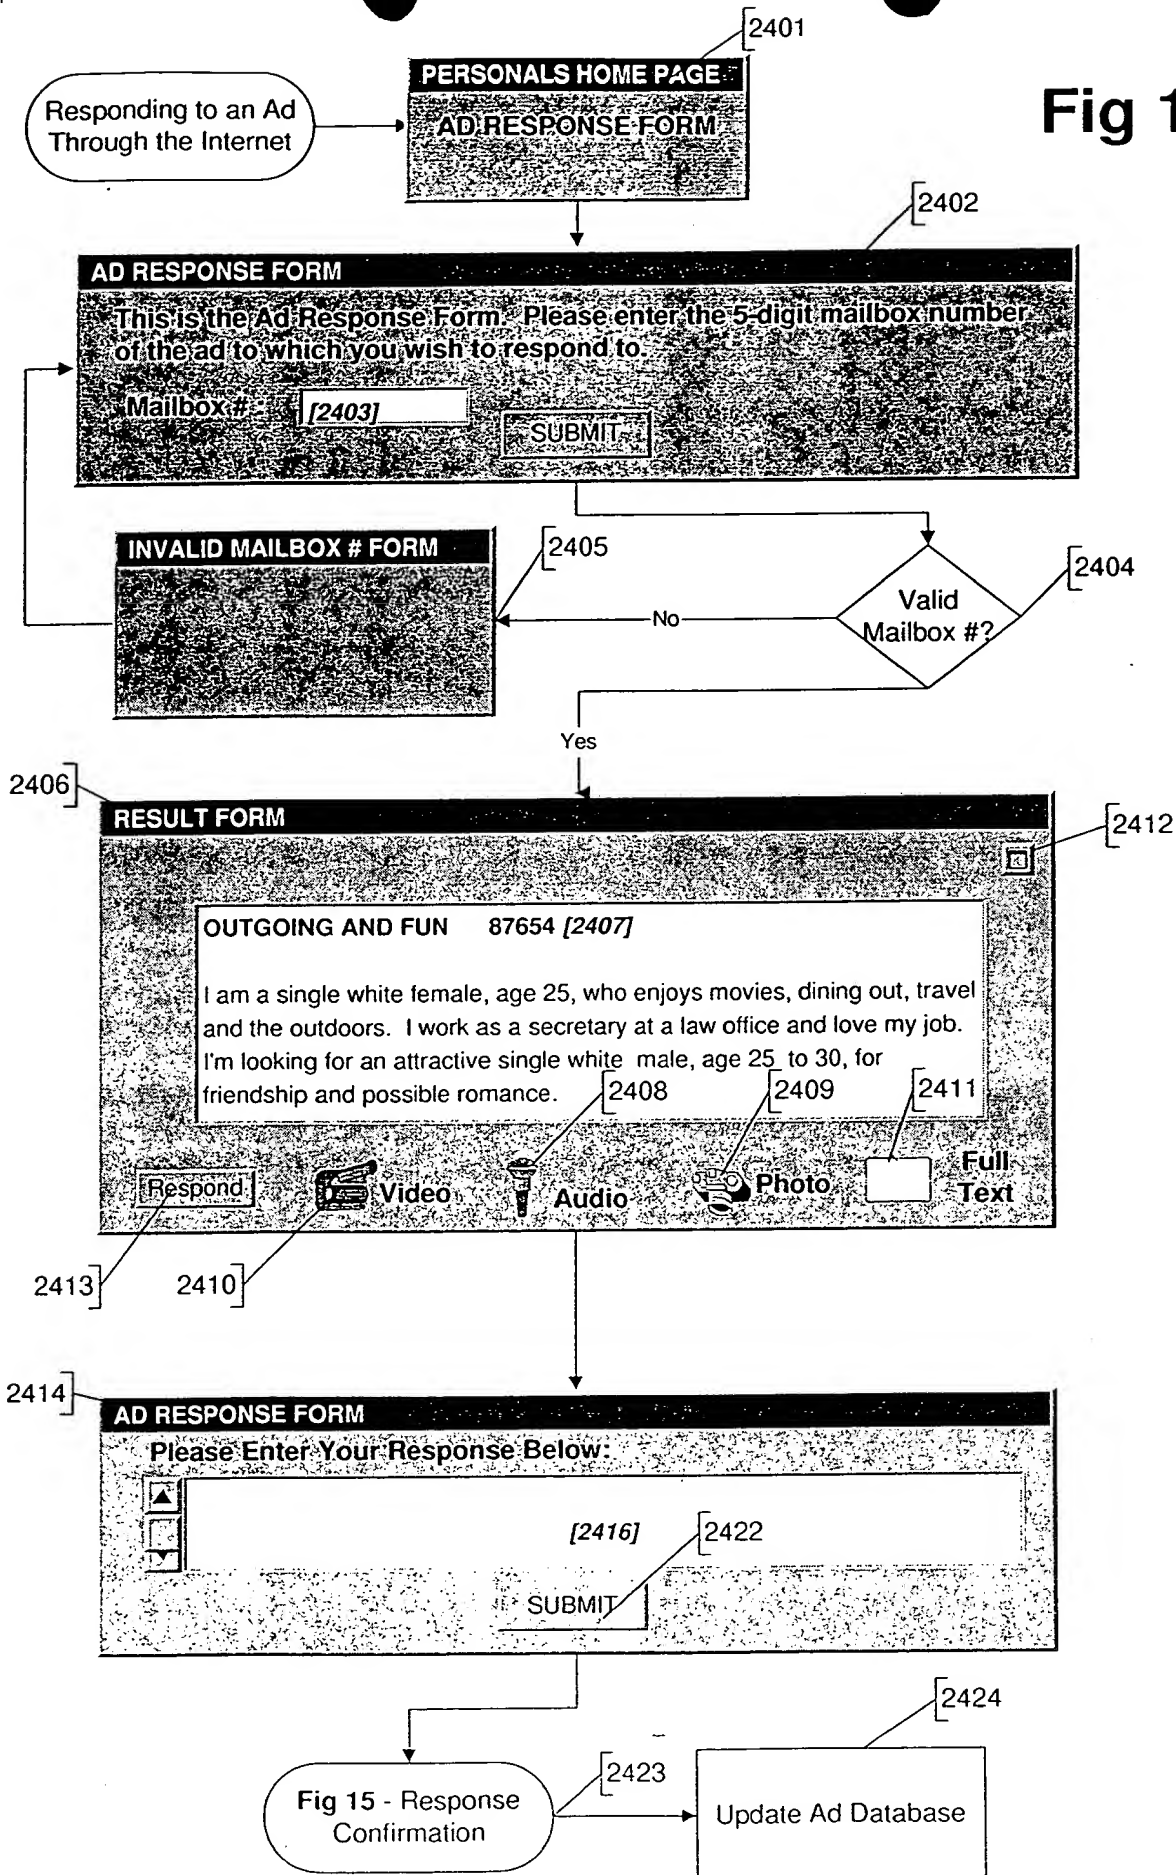 2401
PERSONALS HOME PAGE
AD RESPONSE FORM
Responding to an Ad
Through the Internet
Fig 1
2402
AD RESPONSE FORM
This is the Ad Response Form. Please enter the 5-digit mailbox number
of the ad to which you wish to respond to.
Mailbox # :
[2403]
SUBMIT
INVALID MAILBOX # FORM
2405
2404
Valid
Mailbox #?
No
Yes
2406
RESULT FORM
2412
OUTGOING AND FUN 87654 [2407]
I am a single white female, age 25, who enjoys movies, dining out, travel
and the outdoors. I work as a secretary at a law office and love my job.
I'm looking for an attractive single white male, age 25 to 30, for
friendship and possible romance.
2408
2409
2411
Respond
Video
Audio
Photo
Full
Text
2413
2410
2414
AD RESPONSE FORM
Please Enter Your Response Below:
[2416]
2422
SUBMIT
2424
2423
Fig 15 - Response
Confirmation
Update Ad Database